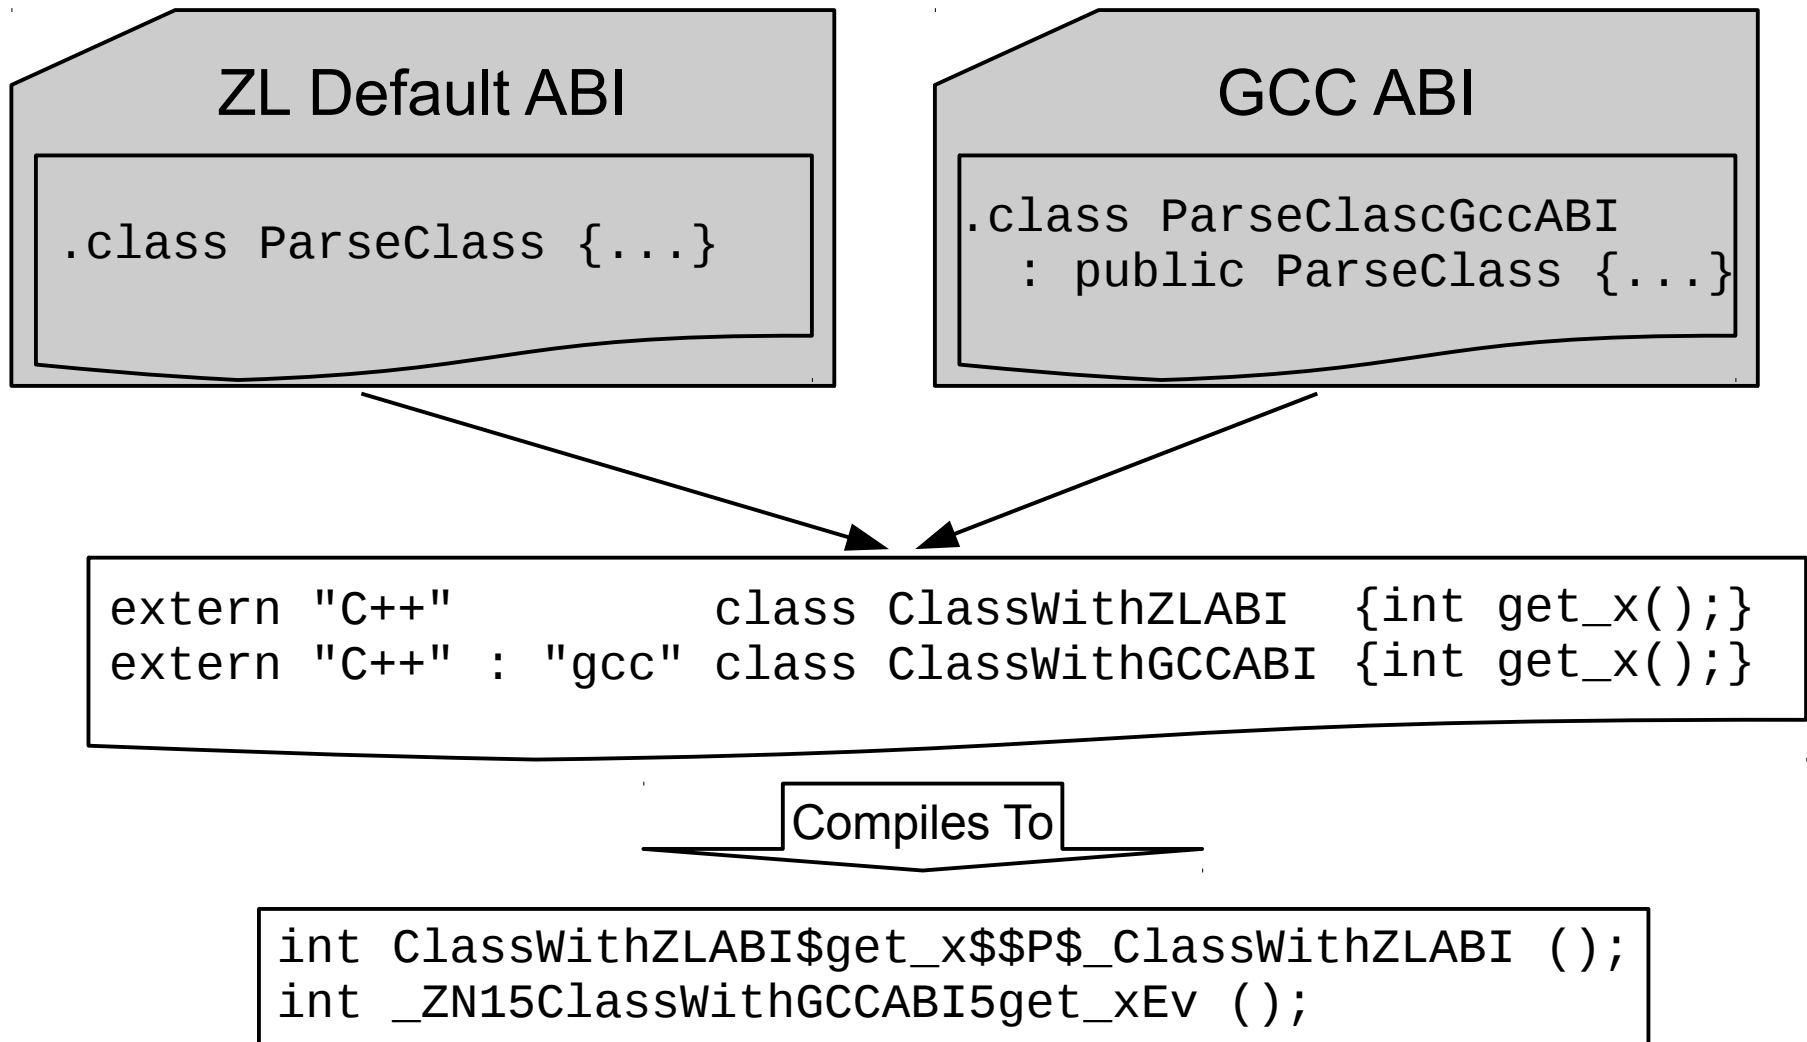 ZL Default ABI
.class ParseClass {...}
GCC ABI
.class ParseClascGccABI
: public ParseClass {...}
extern "C++" class ClassWithZLABI {int get_x();}
extern "C++" : "gcc" class ClassWithGCCABI {int get_x();}
Compiles To
int ClassWithZLABI$get_x$$P$_ClassWithZLABI ();
int _ZN15ClassWithGCCABI5get_xEv ();